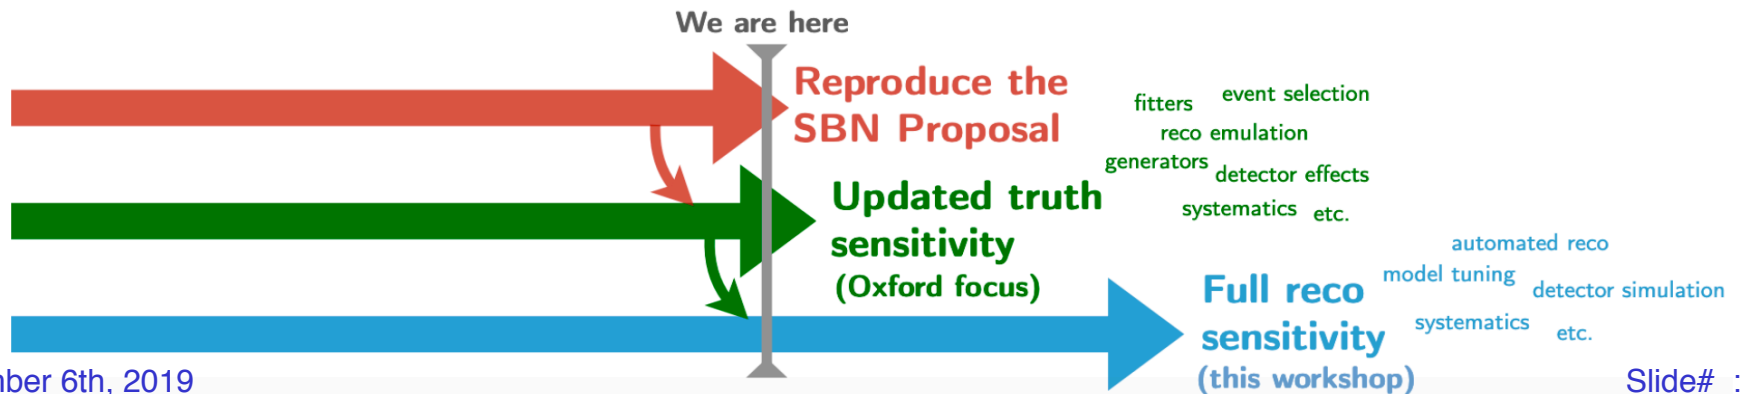 We are here
Reproduce the
SBN Proposal
fitters
event selection
reco emulation
generators
detector effects
systematics
etc.
Updated truth
sensitivity
(Oxford focus)
automated reco
model tuning
detector simulation
systematics
etc.
Full reco
sensitivity
(this workshop)
6th, 2019
Slide# :